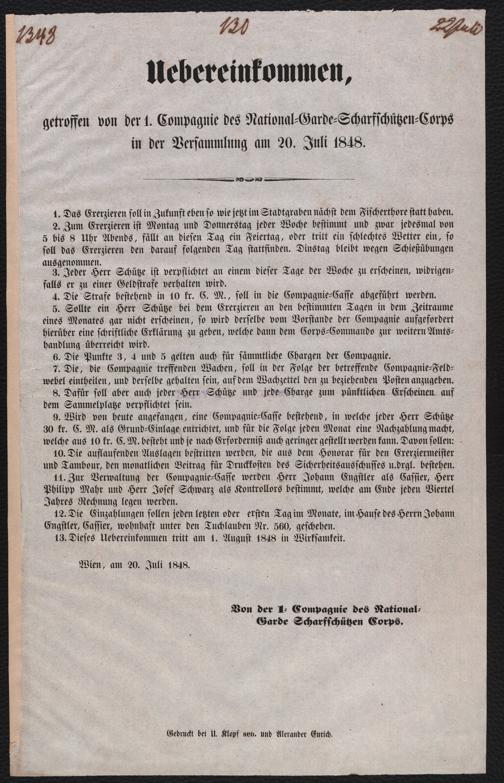 1348 130 22 Juli
Uebereinkommen,
getroffen von der 1. Compagnie des National-Garde-Scharfschützen-Corps
in der Versammlung am 20. Juli 1848.
1. Das Exerzieren soll in Zukunft eben so wie jetzt im Stadtgraben nächst dem Fischerthore statt haben.
2. Zum Exerzieren ist Montag und Donnerstag jeder Woche bestimmt und zwar jedesmal von
5 bis 8 Uhr Abends, fällt an diesen Tag ein Feiertag, oder tritt ein schlechtes Wetter ein, so
soll das Exerzieren den darauf folgenden Tag stattfinden. Dinstag bleibt wegen Schießübungen
ausgenommen.
3. Jeder Herr Schütze ist verpflichtet an einem dieser Tage der Woche zu erscheinen, widrigen-
falls er zu einer Geldstrafe verhalten wird.
4. Die Strafe bestehend in 10 kr. C. M., soll in die Compagnie-Casse abgeführt werden.
5. Sollte ein Herr Schütze bei dem Exerzieren an den bestimmten Tagen in dem Zeitraume
eines Monates gar nicht erscheinen, so wird derselbe vom Vorstande der Compagnie aufgefordert
hierüber eine schriftliche Erklärung zu geben, welche dann dem Corps-Commando zur weitern Amts-
handlung überreicht wird.
6. Die Punkte 3, 4 und 5 gelten auch für sämmtliche Chargen der Compagnie.
7. Die, die Compagnie treffenden Wachen, soll in der Folge der betreffende Compagnie-Feld-
webel eintheilen, und derselbe gehalten sein, auf dem Wachzettel den zu beziehenden Posten anzugeben.
8. Dafür soll aber auch jeder Herr Schütze und jede Charge zum pünktlichen Erscheinen auf
dem Sammelplatze verpflichtet sein.
9. Wird von heute angefangen, eine Compagnie-Casse bestehend, in welche jeder Herr Schütze
30 kr. C. M. als Grund-Einlage entrichtet, und für die Folge jeden Monat eine Nachzahlung macht,
welche aus 10 kr. C. M. besteht und je nach Erforderniß auch geringer gestellt werden kann. Davon sollen:
10. Die auflaufenden Auslagen bestritten werden, die aus dem Honorar für den Exerziermeister
und Tambour, den monatlichen Beitrag für Druckkosten des Sicherheitsausschusses u.drgl. bestehen.
11. Zur Verwaltung der Compagnie-Casse werden Herr Johann Engstler als Cassier, Herr
Philipp Mahr und Herr Josef Schwarz als Kontrollors bestimmt, welche am Ende jeden Viertel
Jahres Rechnung legen werden.
12. Die Einzahlungen sollen jeden letzten oder ersten Tag im Monate, im Hause des Herrn Johann
Engstler, Cassier, wohnhaft unter den Tuchlauben Nr. 560, geschehen.
13. Dieses Uebereinkommen tritt am 1. August 1848 in Wirksamkeit.
Wien, am 20. Juli 1848.
Von der 1. Compagnie des National-
Garde Scharfschützen Corps.
Gedruckt bei U. Klopf sen. und Alexander Eurich.